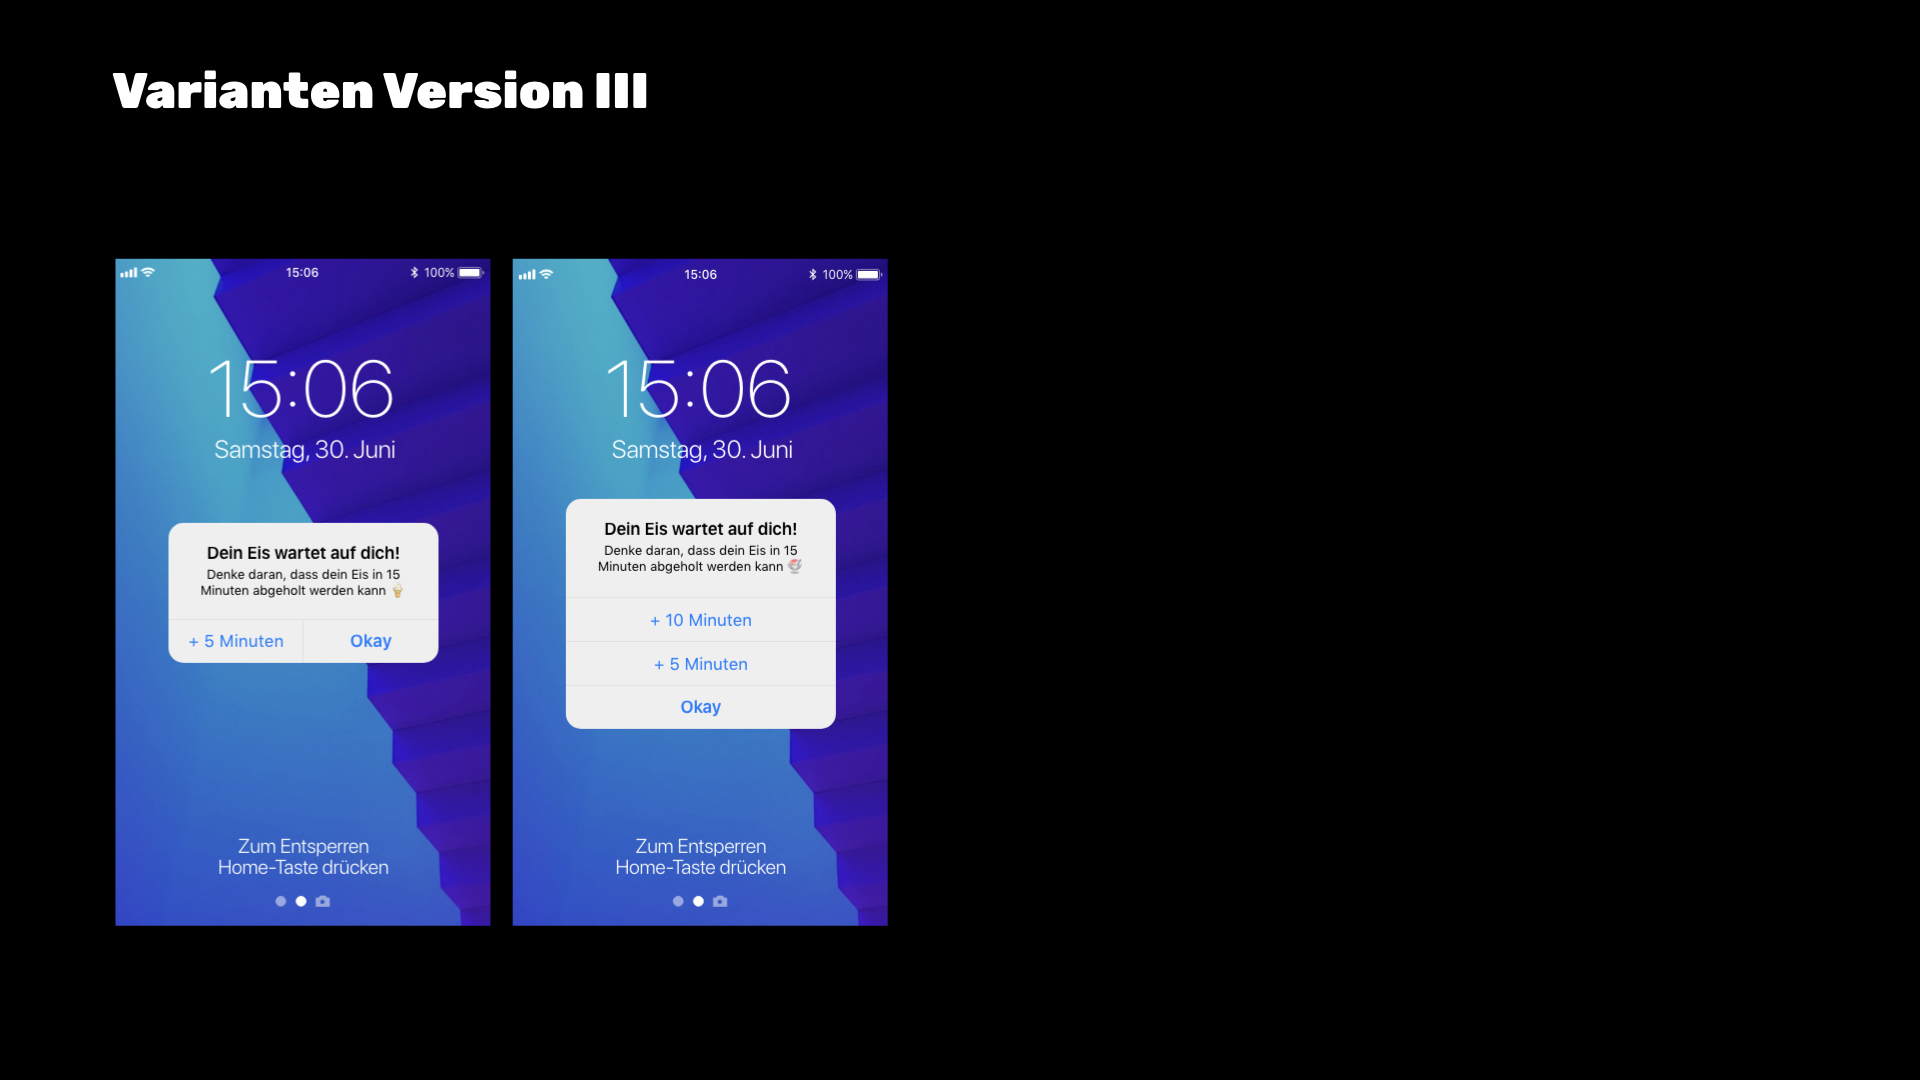 Varianten Version III
15:06
100%
15:06
Samstag, 30. Juni
Dein Eis wartet auf dich!
Denke daran, dass dein Eis in 15
Minuten abgeholt werden kann 🍦
+ 5 Minuten
Okay
Zum Entsperren
Home-Taste drücken
15:06
100%
15:06
Samstag, 30. Juni
Dein Eis wartet auf dich!
Denke daran, dass dein Eis in 15
Minuten abgeholt werden kann 🍨
+ 10 Minuten
+ 5 Minuten
Okay
Zum Entsperren
Home-Taste drücken